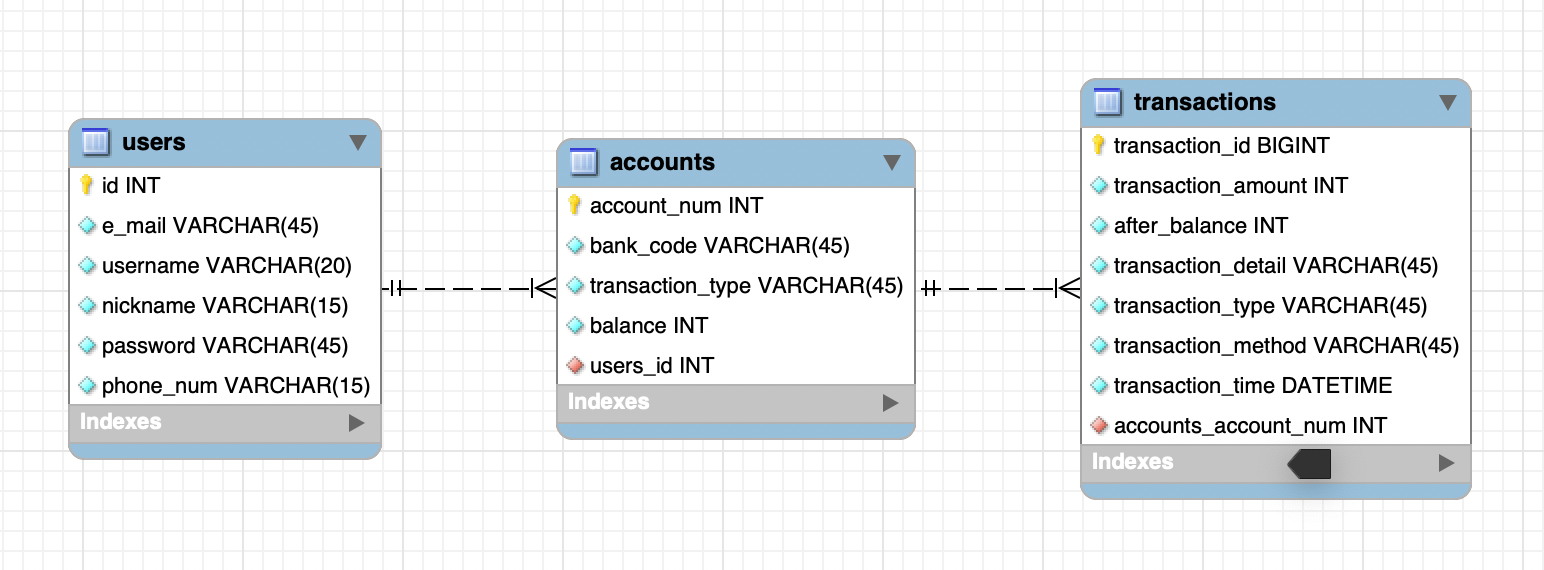 users
id INT
e_mail VARCHAR(45)
username VARCHAR(20)
nickname VARCHAR(15)
password VARCHAR(45)
phone_num VARCHAR(15)
Indexes
accounts
account_num INT
bank_code VARCHAR(45)
transaction_type VARCHAR(45)
balance INT
users_id INT
Indexes
transactions
transaction_id BIGINT
transaction_amount INT
after_balance INT
transaction_detail VARCHAR(45)
transaction_type VARCHAR(45)
transaction_method VARCHAR(45)
transaction_time DATETIME
accounts_account_num INT
Indexes